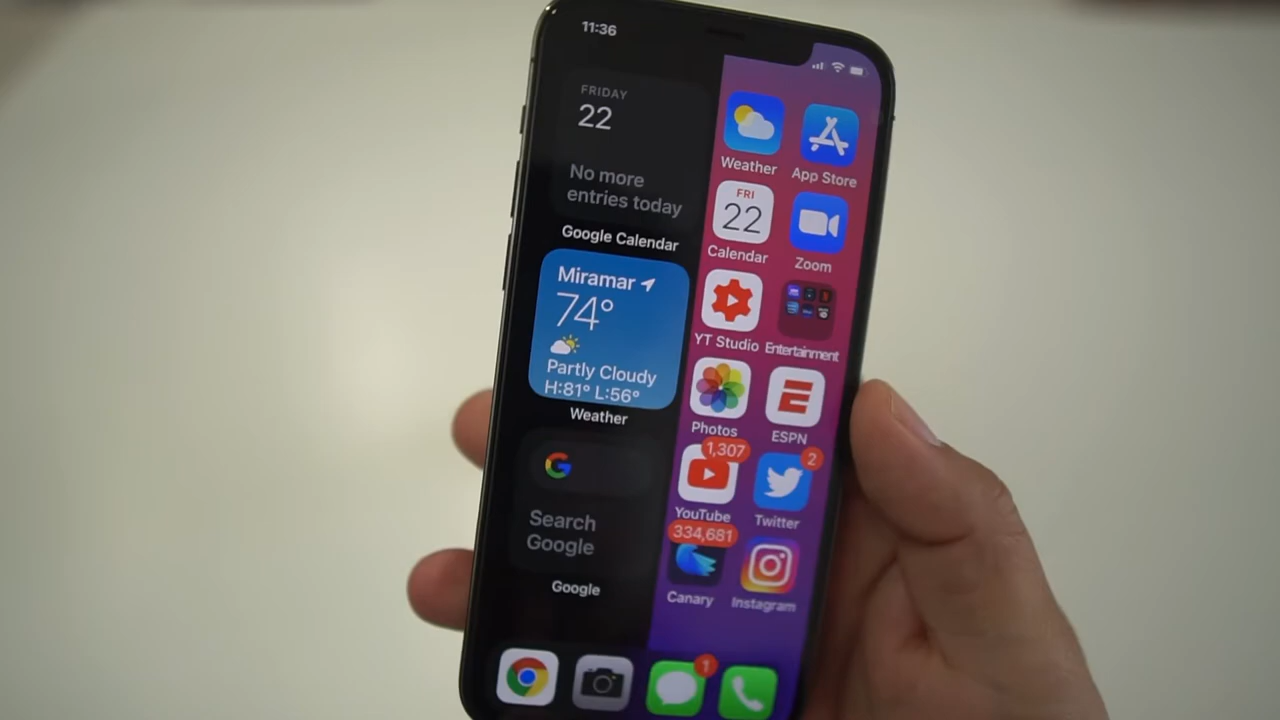 11:36
FRIDAY
22
No more
entries today
Google Calendar
Miramar
74°
Partly Cloudy
H:81° L:56°
Weather
G
Search
Google
Google
Weather
App Store
FRI
22
Calendar
Zoom
YT Studio
Entertainment
Photos
ESPN
1,307
2
YouTube
Twitter
334,681
Canary
Instagram
1